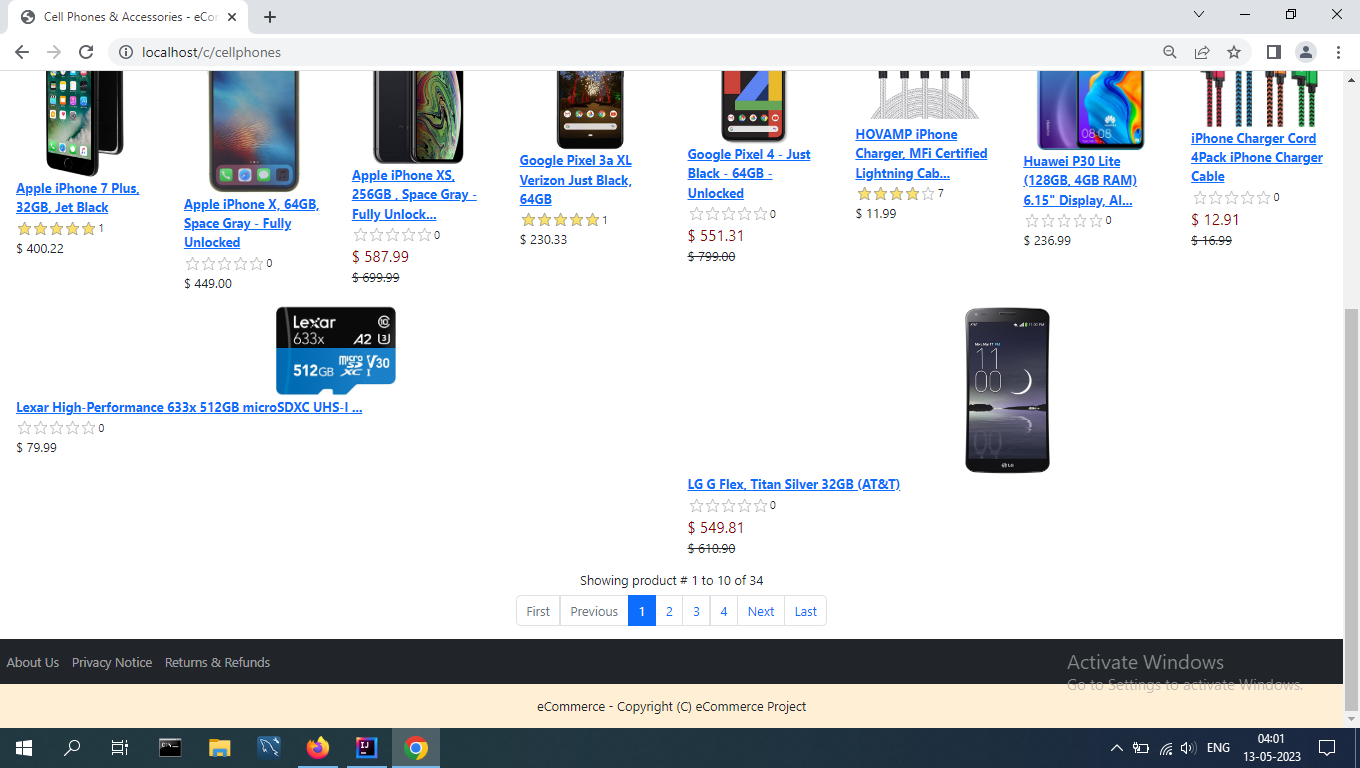 Cell Phones & Accessories - eCor
localhost/c/cellphones
Apple iPhone 7 Plus,
32GB, Jet Black
1
$ 400.22
Apple iPhone X, 64GB,
Space Gray - Fully
Unlocked
0
$ 449.00
Apple iPhone XS,
256GB , Space Gray -
Fully Unlock...
0
$ 587.99
$ 699.99
Google Pixel 3a XL
Verizon Just Black,
64GB
1
$ 230.33
Google Pixel 4 - Just
Black - 64GB -
Unlocked
0
$ 551.31
$ 799.00
HOVAMP iPhone
Charger, MFi Certified
Lightning Cab...
7
$ 11.99
08:08
HUAWEI
Huawei P30 Lite
(128GB, 4GB RAM)
6.15" Display, AI...
0
$ 236.99
iPhone Charger Cord
4Pack iPhone Charger
Cable
0
$ 12.91
$ 16.99
Lexar
633x A2
512GB micro SD XC I V30
Lexar High-Performance 633x 512GB microSDXC UHS-I ...
0
$ 79.99
11
00
LG
LG G Flex, Titan Silver 32GB (AT&T)
0
$ 549.81
$ 610.90
Showing product # 1 to 10 of 34
First Previous 1 2 3 4 Next Last
About Us Privacy Notice Returns & Refunds
Activate Windows
Go to Settings to activate Windows.
eCommerce - Copyright (C) eCommerce Project
ENG
04:01
13-05-2023